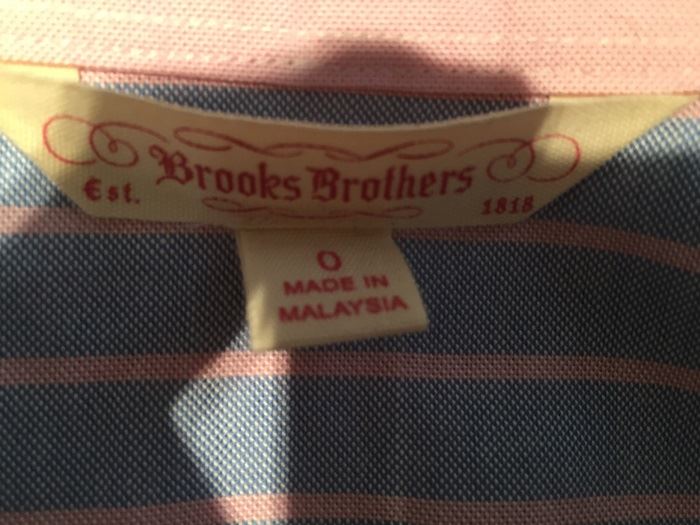 Brooks Brothers
Est. 1818
0
MADE IN
MALAYSIA